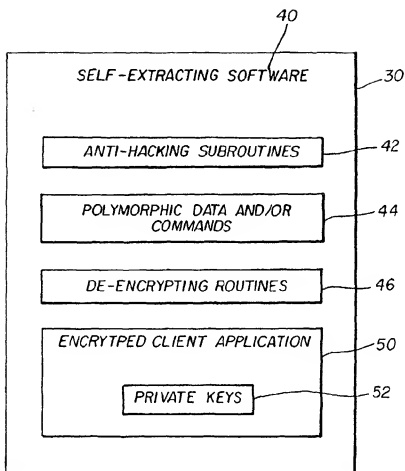 40
SELF-EXTRACTING SOFTWARE
30
ANTI-HACKING SUBROUTINES
42
POLYMORPHIC DATA AND/OR
COMMANDS
44
DE-ENCRYPTING ROUTINES
46
ENCRYTPED CLIENT APPLICATION
50
PRIVATE KEYS
52